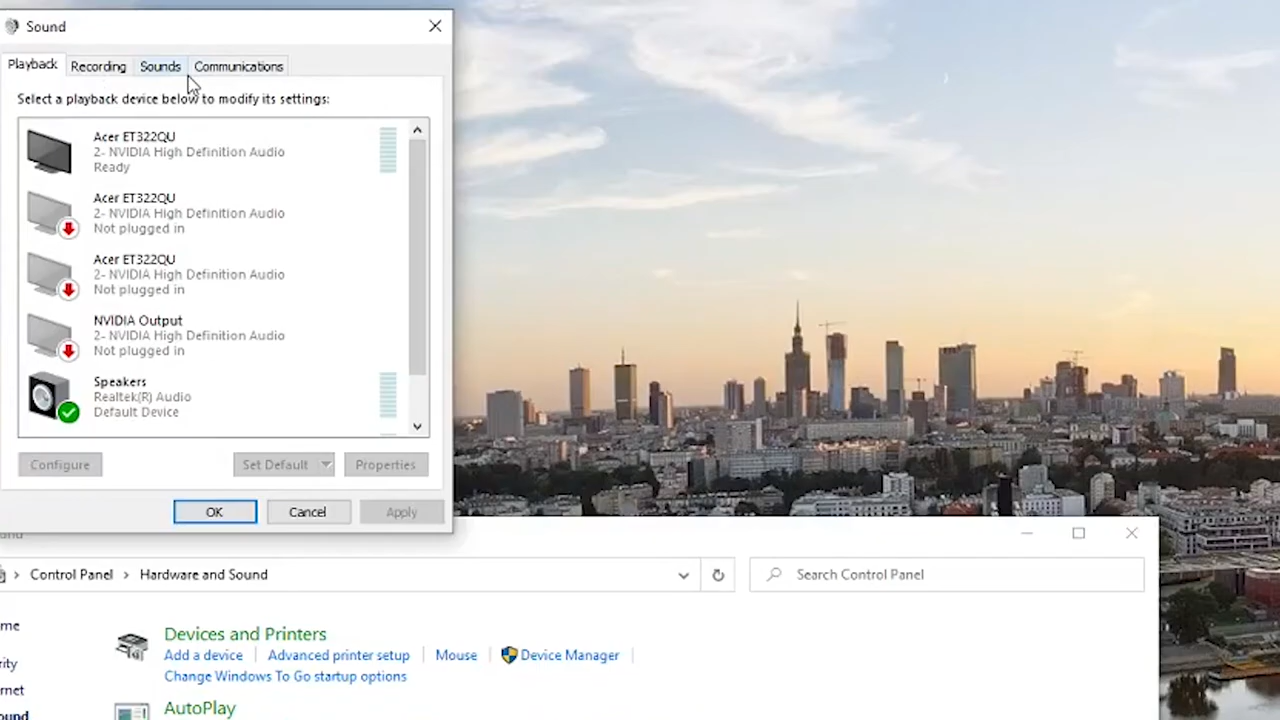 Sound
Playback
Recording
Sounds
Communications
Select a playback device below to modify its settings:
Acer ET322QU
2- NVIDIA High Definition Audio
Ready
Acer ET322QU
2- NVIDIA High Definition Audio
Not plugged in
Acer ET322QU
2- NVIDIA High Definition Audio
Not plugged in
NVIDIA Output
2- NVIDIA High Definition Audio
Not plugged in
Speakers
Realtek(R) Audio
Default Device
Configure
Set Default
Properties
OK
Cancel
Apply
Control Panel > Hardware and Sound
Search Control Panel
Devices and Printers
Add a device
Advanced printer setup
Mouse
Device Manager
Change Windows To Go startup options
AutoPlay